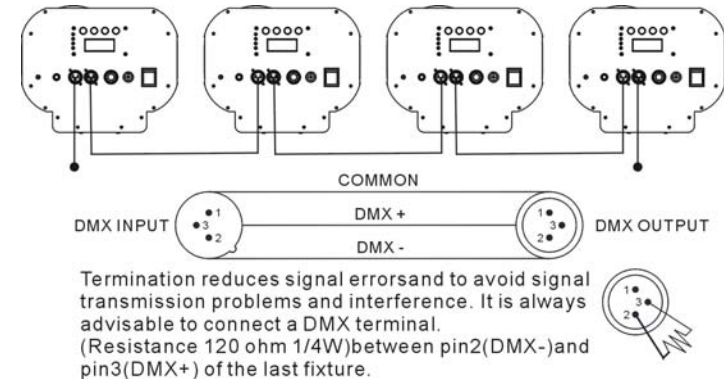 COMMON
DMX INPUT
1
3
2
DMX +
1
3
2
DMX OUTPUT
DMX -
Termination reduces signal errorsand to avoid signal
transmission problems and interference. It is always
advisable to connect a DMX terminal.
(Resistance 120 ohm 1/4W)between pin2(DMX-)and
pin3(DMX+) of the last fixture.
1
3
2